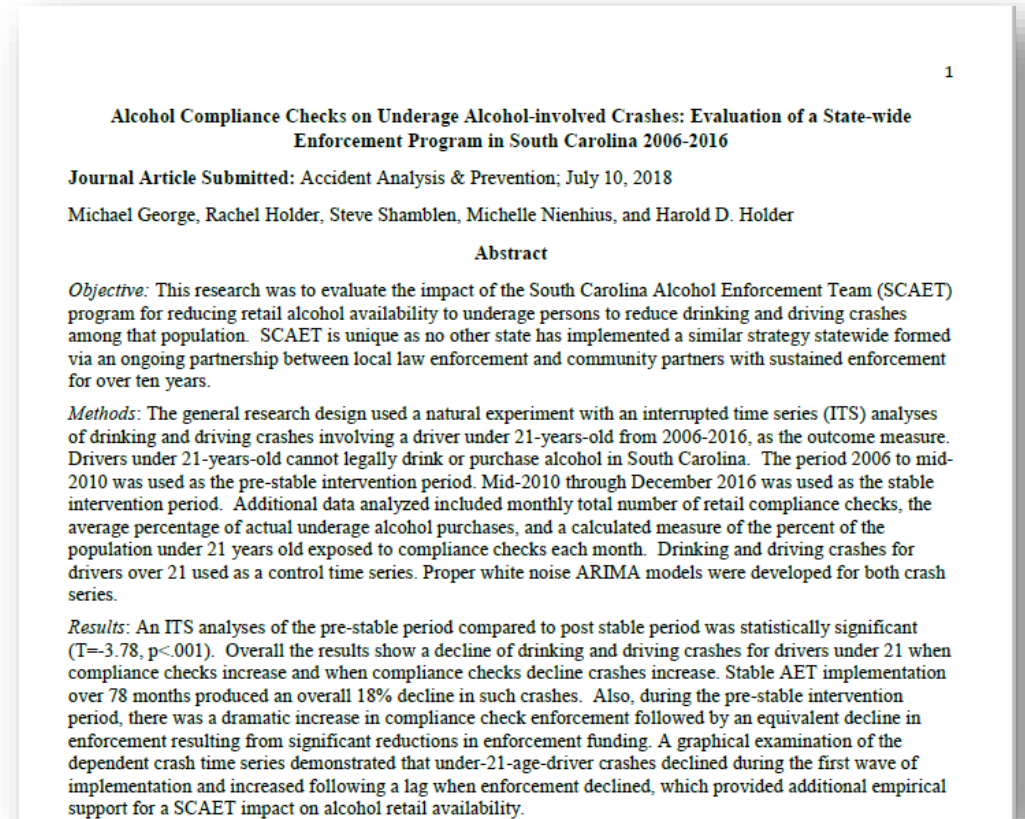 1
Alcohol Compliance Checks on Underage Alcohol-involved Crashes: Evaluation of a State-wide
Enforcement Program in South Carolina 2006-2016
Journal Article Submitted: Accident Analysis & Prevention; July 10, 2018
Michael George, Rachel Holder, Steve Shamblen, Michelle Nienhius, and Harold D. Holder
Abstract
Objective: This research was to evaluate the impact of the South Carolina Alcohol Enforcement Team (SCAET)
program for reducing retail alcohol availability to underage persons to reduce drinking and driving crashes
among that population.  SCAET is unique as no other state has implemented a similar strategy statewide formed
via an ongoing partnership between local law enforcement and community partners with sustained enforcement
for over ten years.
Methods: The general research design used a natural experiment with an interrupted time series (ITS) analyses
of drinking and driving crashes involving a driver under 21-years-old from 2006-2016, as the outcome measure.
Drivers under 21-years-old cannot legally drink or purchase alcohol in South Carolina.  The period 2006 to mid-
2010 was used as the pre-stable intervention period. Mid-2010 through December 2016 was used as the stable
intervention period.  Additional data analyzed included monthly total number of retail compliance checks, the
average percentage of actual underage alcohol purchases, and a calculated measure of the percent of the
population under 21 years old exposed to compliance checks each month.  Drinking and driving crashes for
drivers over 21 used as a control time series. Proper white noise ARIMA models were developed for both crash
series.
Results: An ITS analyses of the pre-stable period compared to post stable period was statistically significant
(T=-3.78, p<.001).  Overall the results show a decline of drinking and driving crashes for drivers under 21 when
compliance checks increase and when compliance checks decline crashes increase. Stable AET implementation
over 78 months produced an overall 18% decline in such crashes.  Also, during the pre-stable intervention
period, there was a dramatic increase in compliance check enforcement followed by an equivalent decline in
enforcement resulting from significant reductions in enforcement funding. A graphical examination of the
dependent crash time series demonstrated that under-21-age-driver crashes declined during the first wave of
implementation and increased following a lag when enforcement declined, which provided additional empirical
support for a SCAET impact on alcohol retail availability.